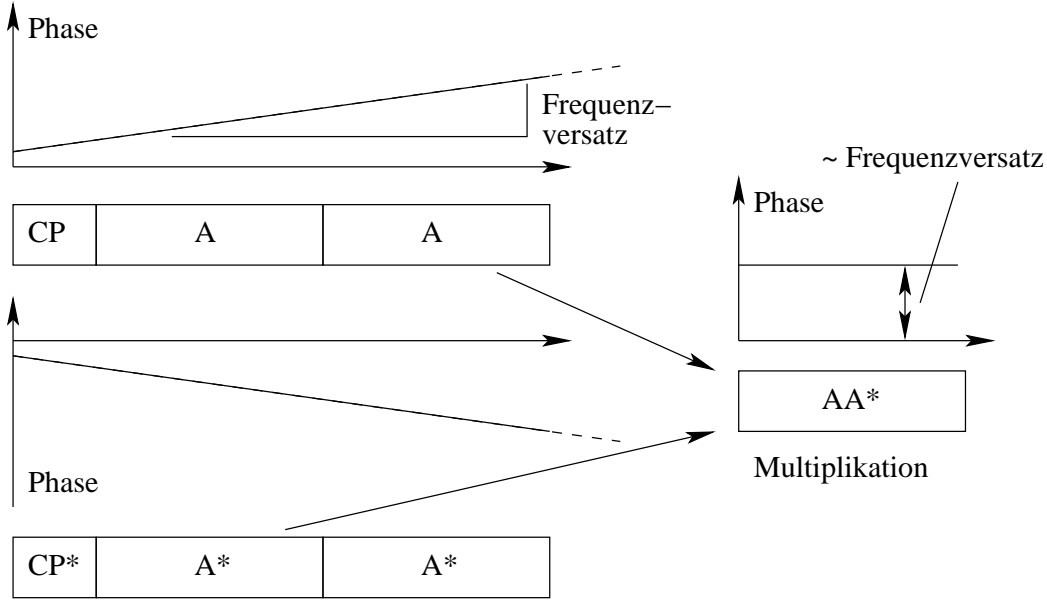 Phase
Frequenz–
versatz
CP
A
A
~ Frequenzversatz
Phase
AA*
Multiplikation
Phase
CP*
A*
A*